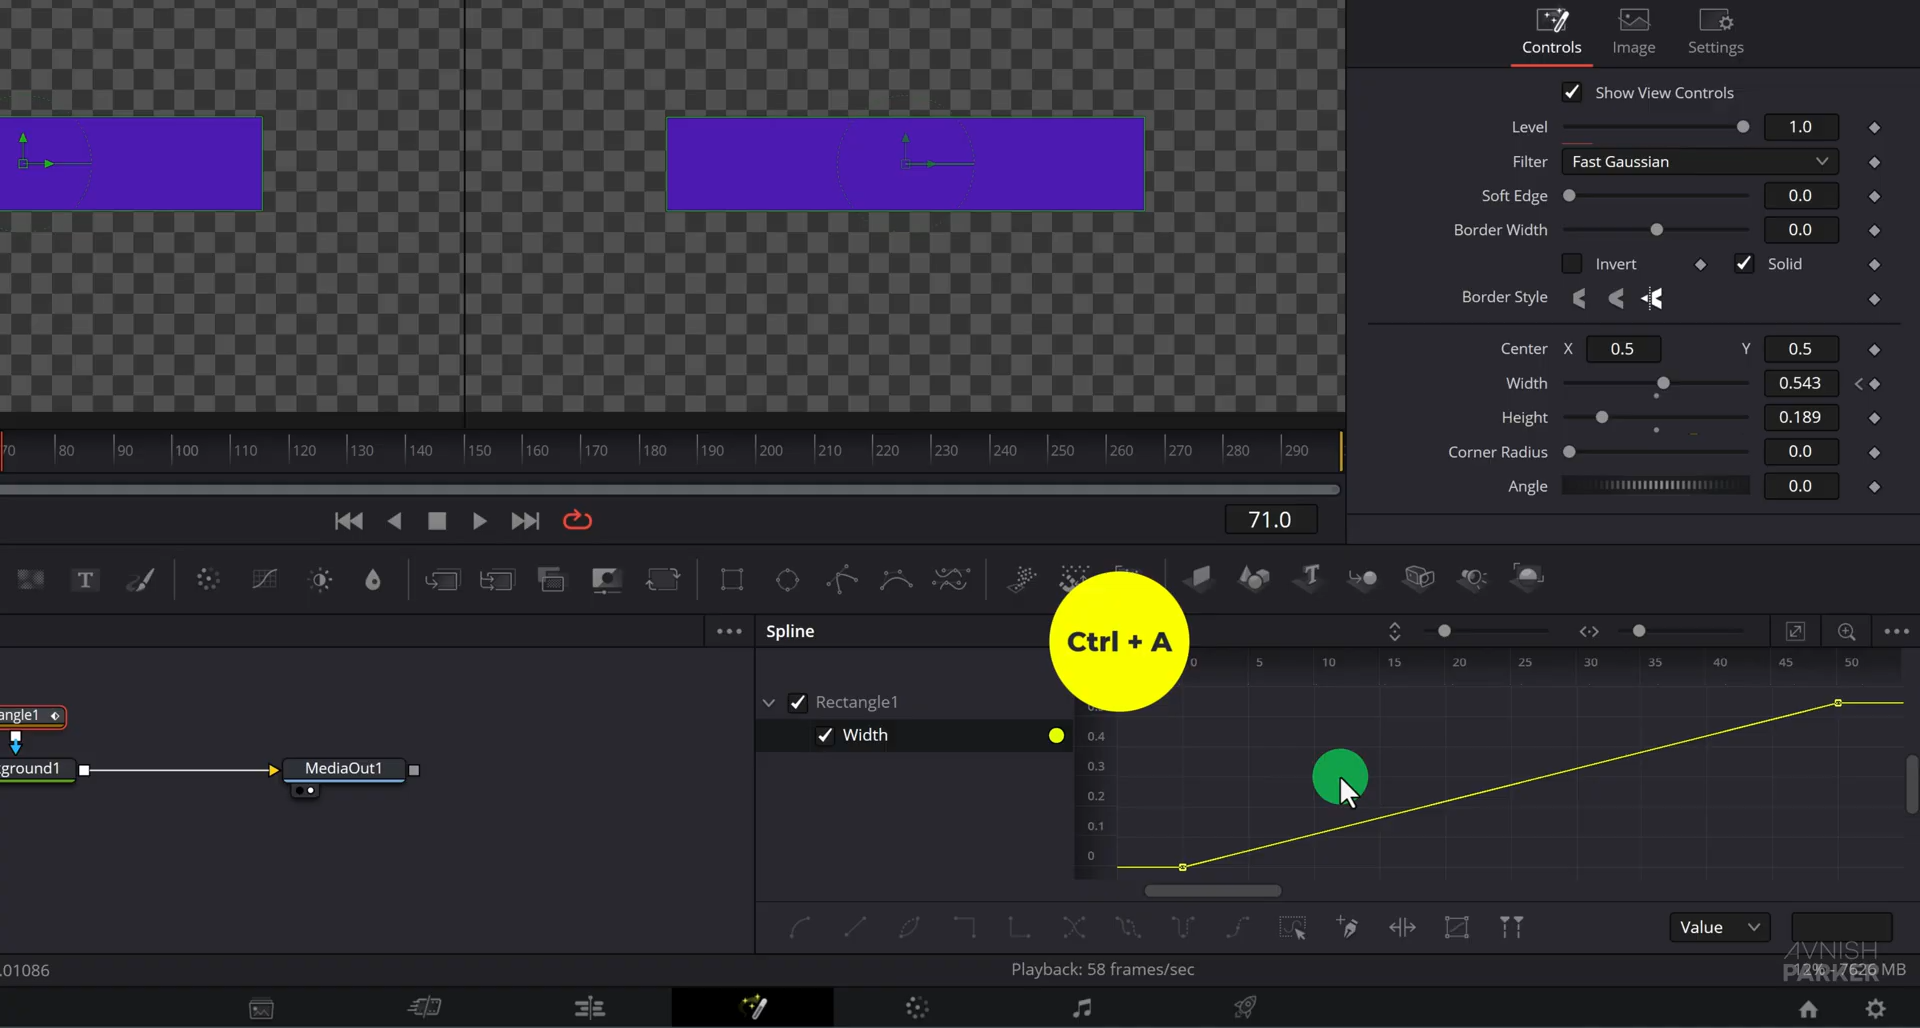 Controls
Image
Settings
Show View Controls
Level
1.0
Filter
Fast Gaussian
Soft Edge
0.0
Border Width
0.0
Invert
Solid
Border Style
Center X 0.5 Y 0.5
Width
0.543
Height
0.189
Corner Radius
0.0
Angle
0.0
70 80 90 100 110 120 130 140 150 160 170 180 190 200 210 220 230 240 250 260 270 280 290
71.0
T
Spline
Ctrl + A
0 5 10 15 20 25 30 35 40 45 50
Rectangle1
Width
0.4
0.3
0.2
0.1
0
angle1
ground1
MediaOut1
Value
.01086
Playback: 58 frames/sec
AVNISH
PARKER
12% - 7626 MB